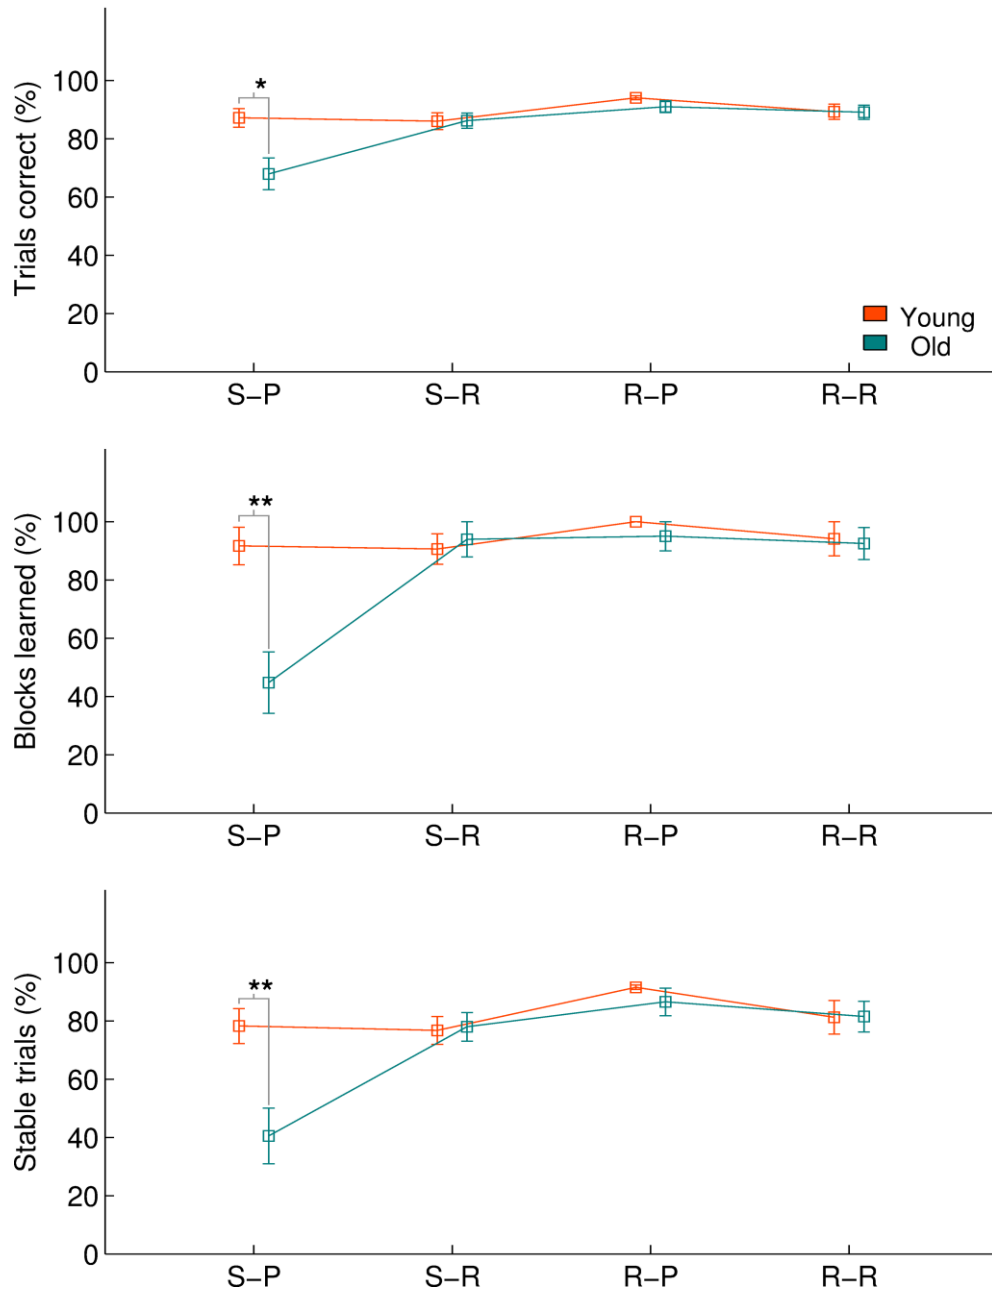 Trials correct (%)
100
80
60
40
20
0
*
Young
Old
S–P S–R R–P R–R
Blocks learned (%)
100
80
60
40
20
0
**
S–P S–R R–P R–R
Stable trials (%)
100
80
60
40
20
0
**
S–P S–R R–P R–R